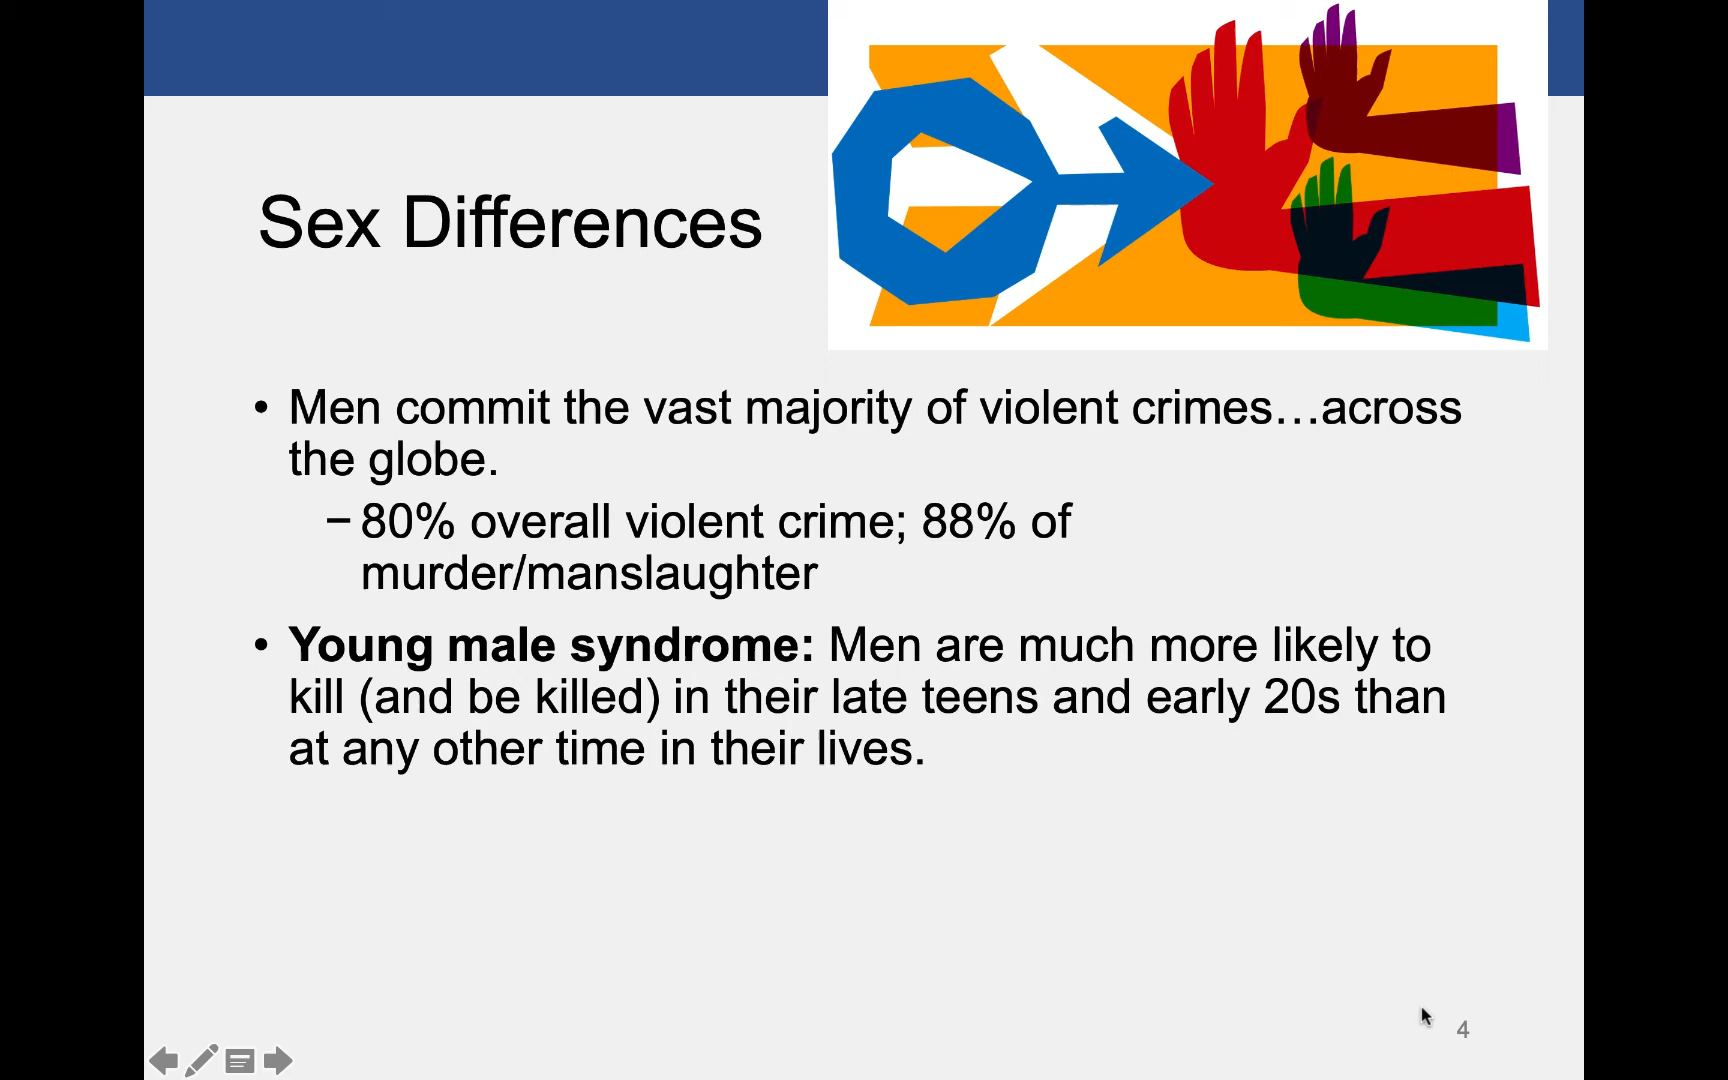 Sex Differences
• Men commit the vast majority of violent crimes…across
the globe.
– 80% overall violent crime; 88% of
murder/manslaughter
• Young male syndrome: Men are much more likely to
kill (and be killed) in their late teens and early 20s than
at any other time in their lives.
4